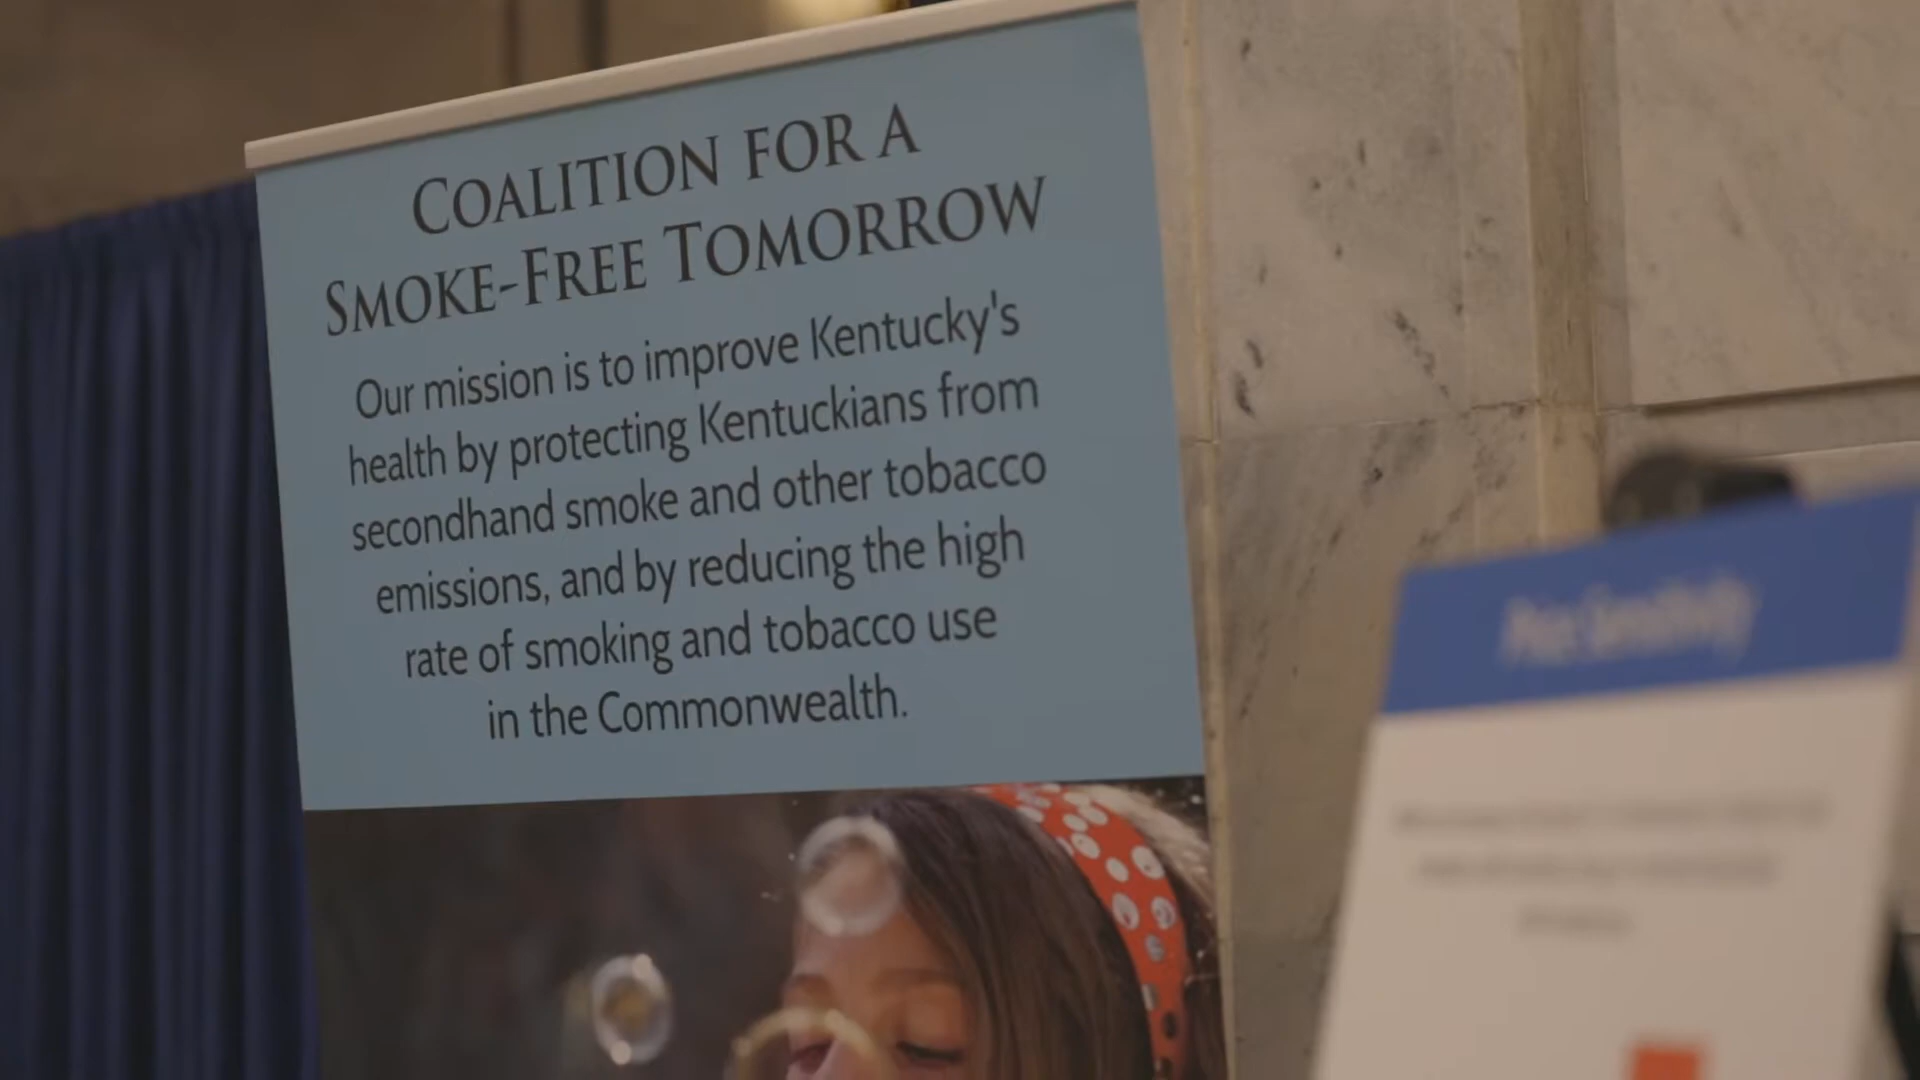 COALITION FOR A
SMOKE-FREE TOMORROW
Our mission is to improve Kentucky's
health by protecting Kentuckians from
secondhand smoke and other tobacco
emissions, and by reducing the high
rate of smoking and tobacco use
in the Commonwealth.